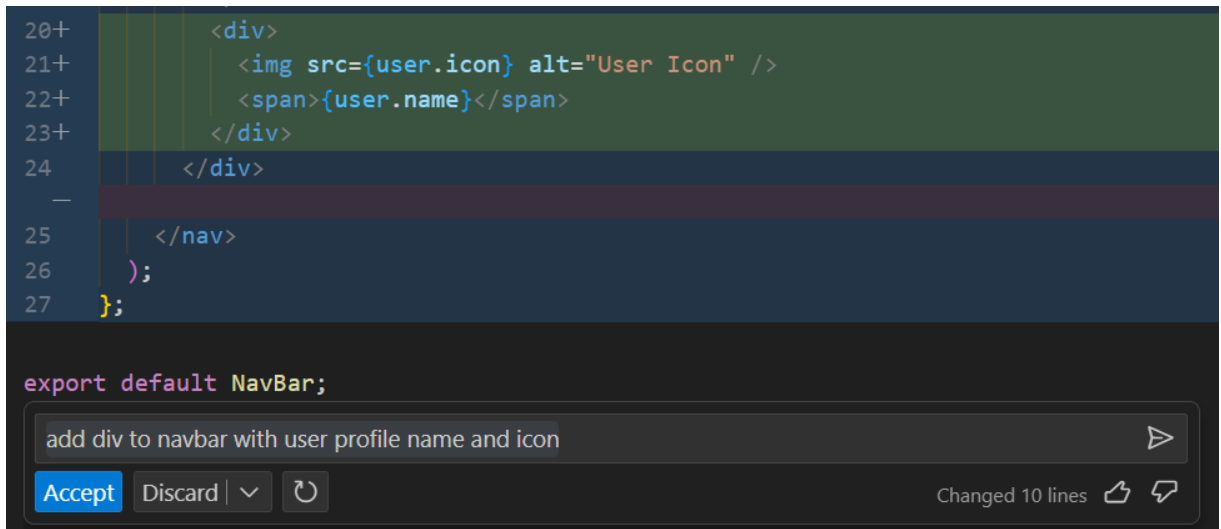 20+ <div>
21+ <img src={user.icon} alt="User Icon" />
22+ <span>{user.name}</span>
23+ </div>
24 </div>
—
25 </nav>
26 );
27 };
export default NavBar;
add div to navbar with user profile name and icon
Accept Discard Changed 10 lines